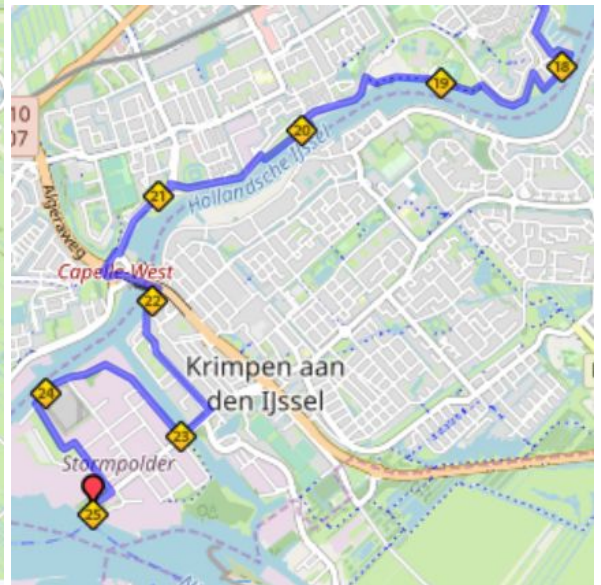 18
19
10
07
20
Hollandsche IJssel
21
Algeraweg
Capelle-West
22
Krimpen aan
den IJssel
24
23
Stormpolder
25